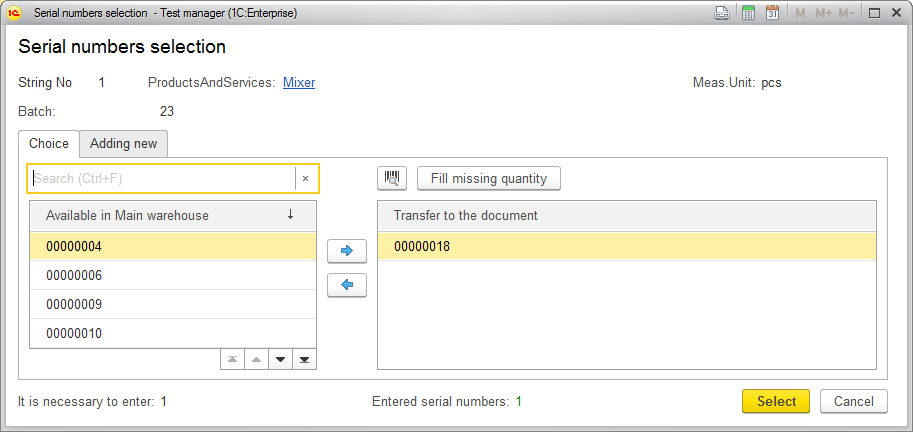 1C Serial numbers selection - Test manager (1C:Enterprise) 31 M M+ M-
Serial numbers selection
String No 1 ProductsAndServices: Mixer Meas.Unit: pcs
Batch: 23
Choice Adding new
Search (Ctrl+F) × Fill missing quantity
Available in Main warehouse ↓ Transfer to the document
00000004 00000018
00000006
00000009
00000010
It is necessary to enter: 1 Entered serial numbers: 1 Select Cancel